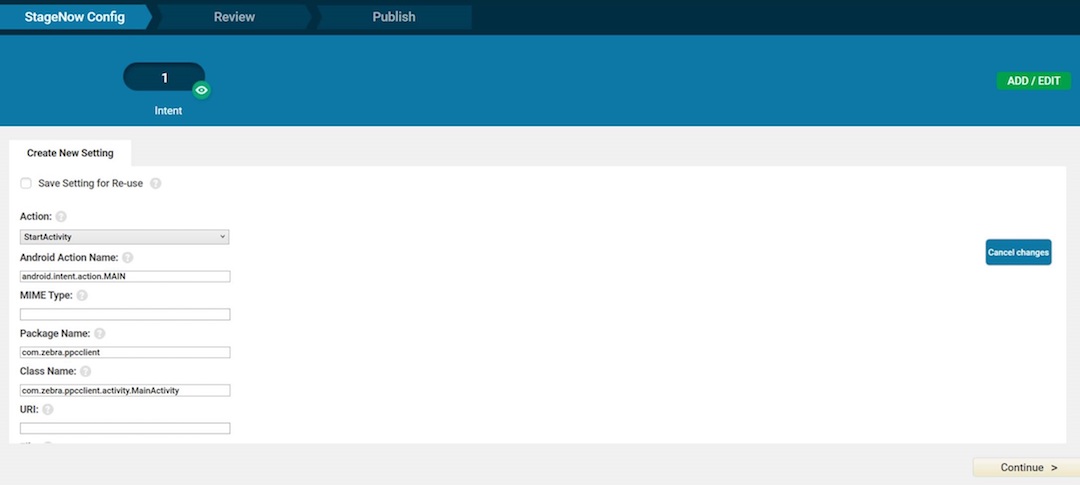 StageNow Config
Review
Publish
1
Intent
ADD / EDIT
Create New Setting
Save Setting for Re-use ?
Action: ?
StartActivity
Cancel changes
Android Action Name: ?
android.intent.action.MAIN
MIME Type: ?
Package Name: ?
com.zebra.ppcclient
Class Name: ?
com.zebra.ppcclient.activity.MainActivity
URI: ?
Continue >